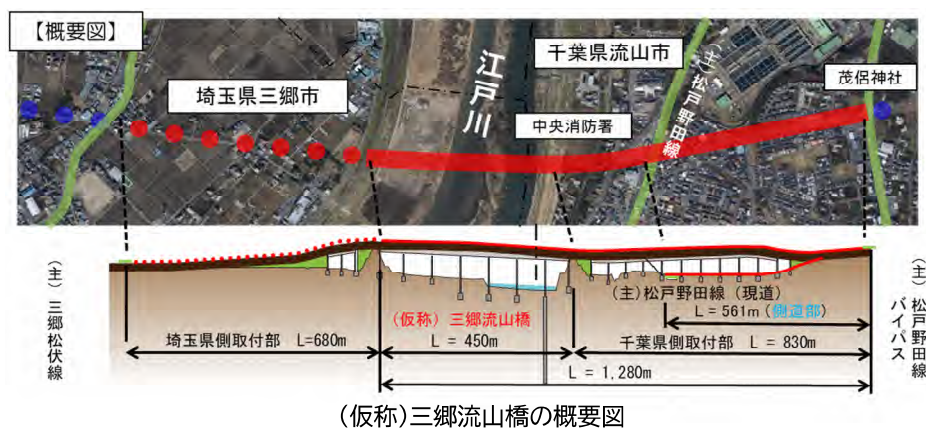 【概要図】
埼玉県三郷市
江戸川
千葉県流山市
中央消防署
(主)松戸野田線
茂侶神社
(主)三郷松伏線
(主)松戸野田線(現道)
L = 561m (側道部)
(仮称)三郷流山橋
埼玉県側取付部 L=680m
L = 450m
千葉県側取付部 L = 830m
L = 1,280m
(主)松戸野田線
バイパス
(仮称)三郷流山橋の概要図